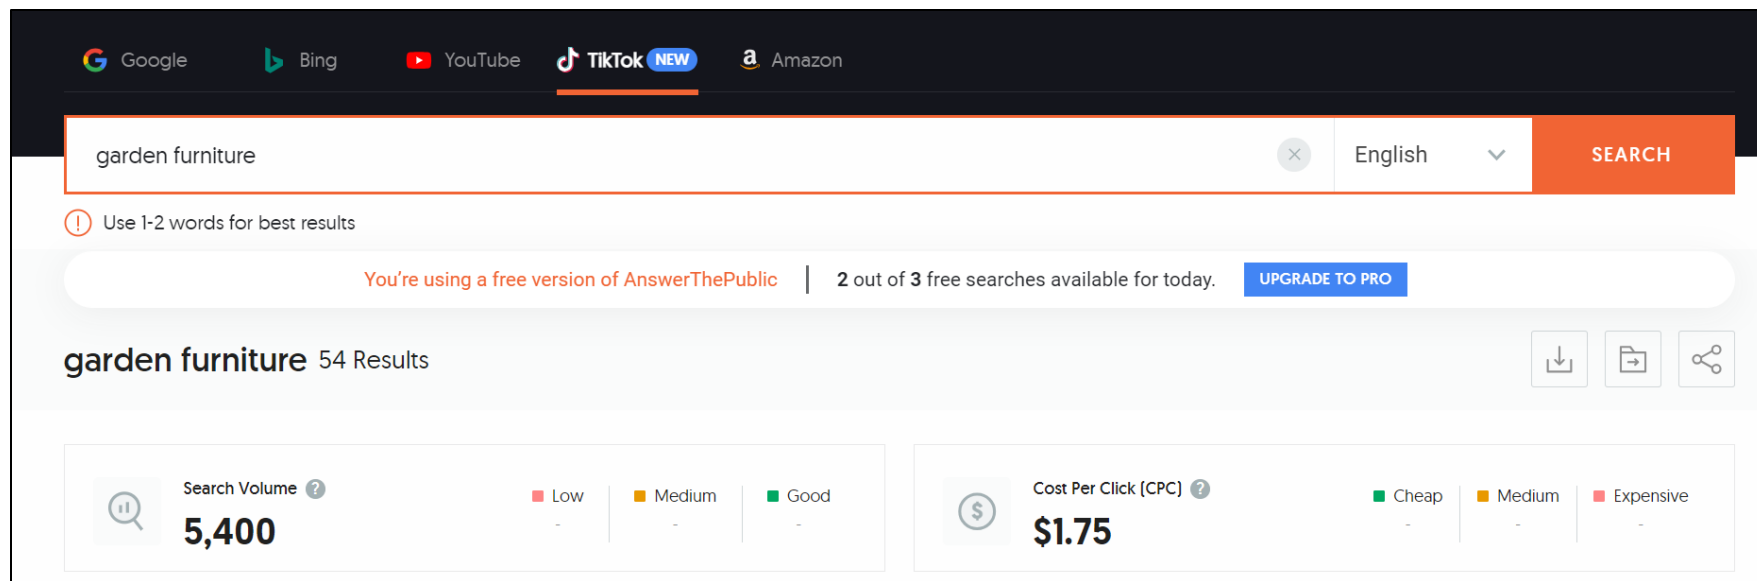 Google Bing YouTube TikTok NEW Amazon
garden furniture English SEARCH
Use 1-2 words for best results
You're using a free version of AnswerThePublic 2 out of 3 free searches available for today. UPGRADE TO PRO
garden furniture 54 Results
Search Volume ? Low Medium Good
5,400 - - -
Cost Per Click (CPC) ? Cheap Medium Expensive
$1.75 - - -